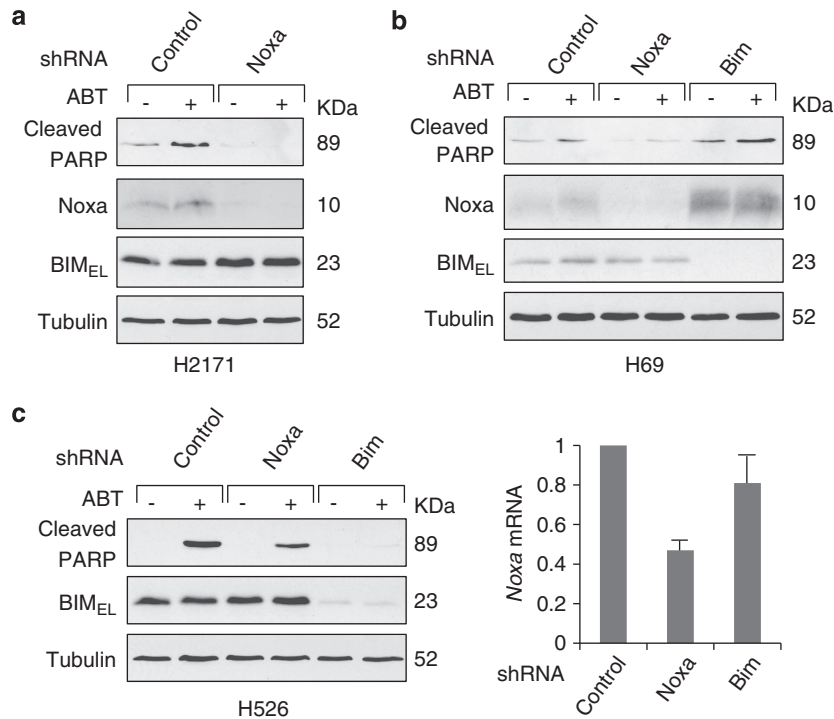 a
shRNA Control Noxa
ABT - + - + KDa
Cleaved PARP 89
Noxa 10
BIM_EL 23
Tubulin 52
H2171
b
shRNA Control Noxa Bim
ABT - + - + - + KDa
Cleaved PARP 89
Noxa 10
BIM_EL 23
Tubulin 52
H69
c
shRNA Control Noxa Bim
ABT - + - + - + KDa
Cleaved PARP 89
BIM_EL 23
Tubulin 52
H526
Noxa mRNA
1
0.8
0.6
0.4
0.2
0
shRNA Control Noxa Bim